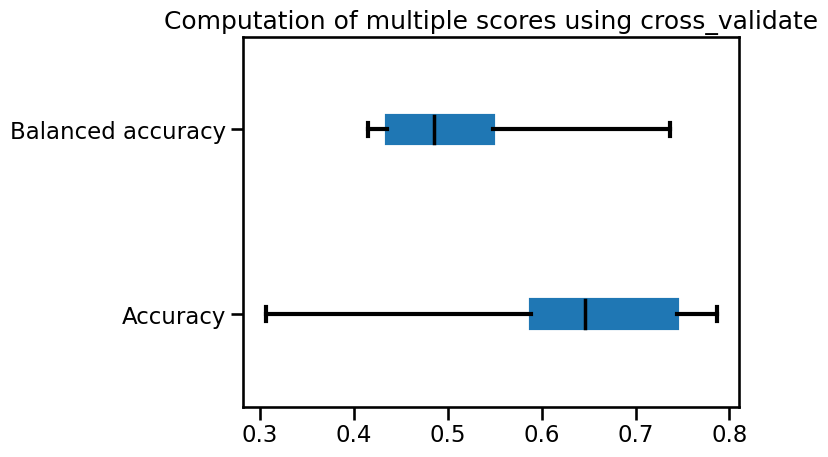 Computation of multiple scores using cross_validate
Balanced accuracy
Accuracy
0.3 0.4 0.5 0.6 0.7 0.8